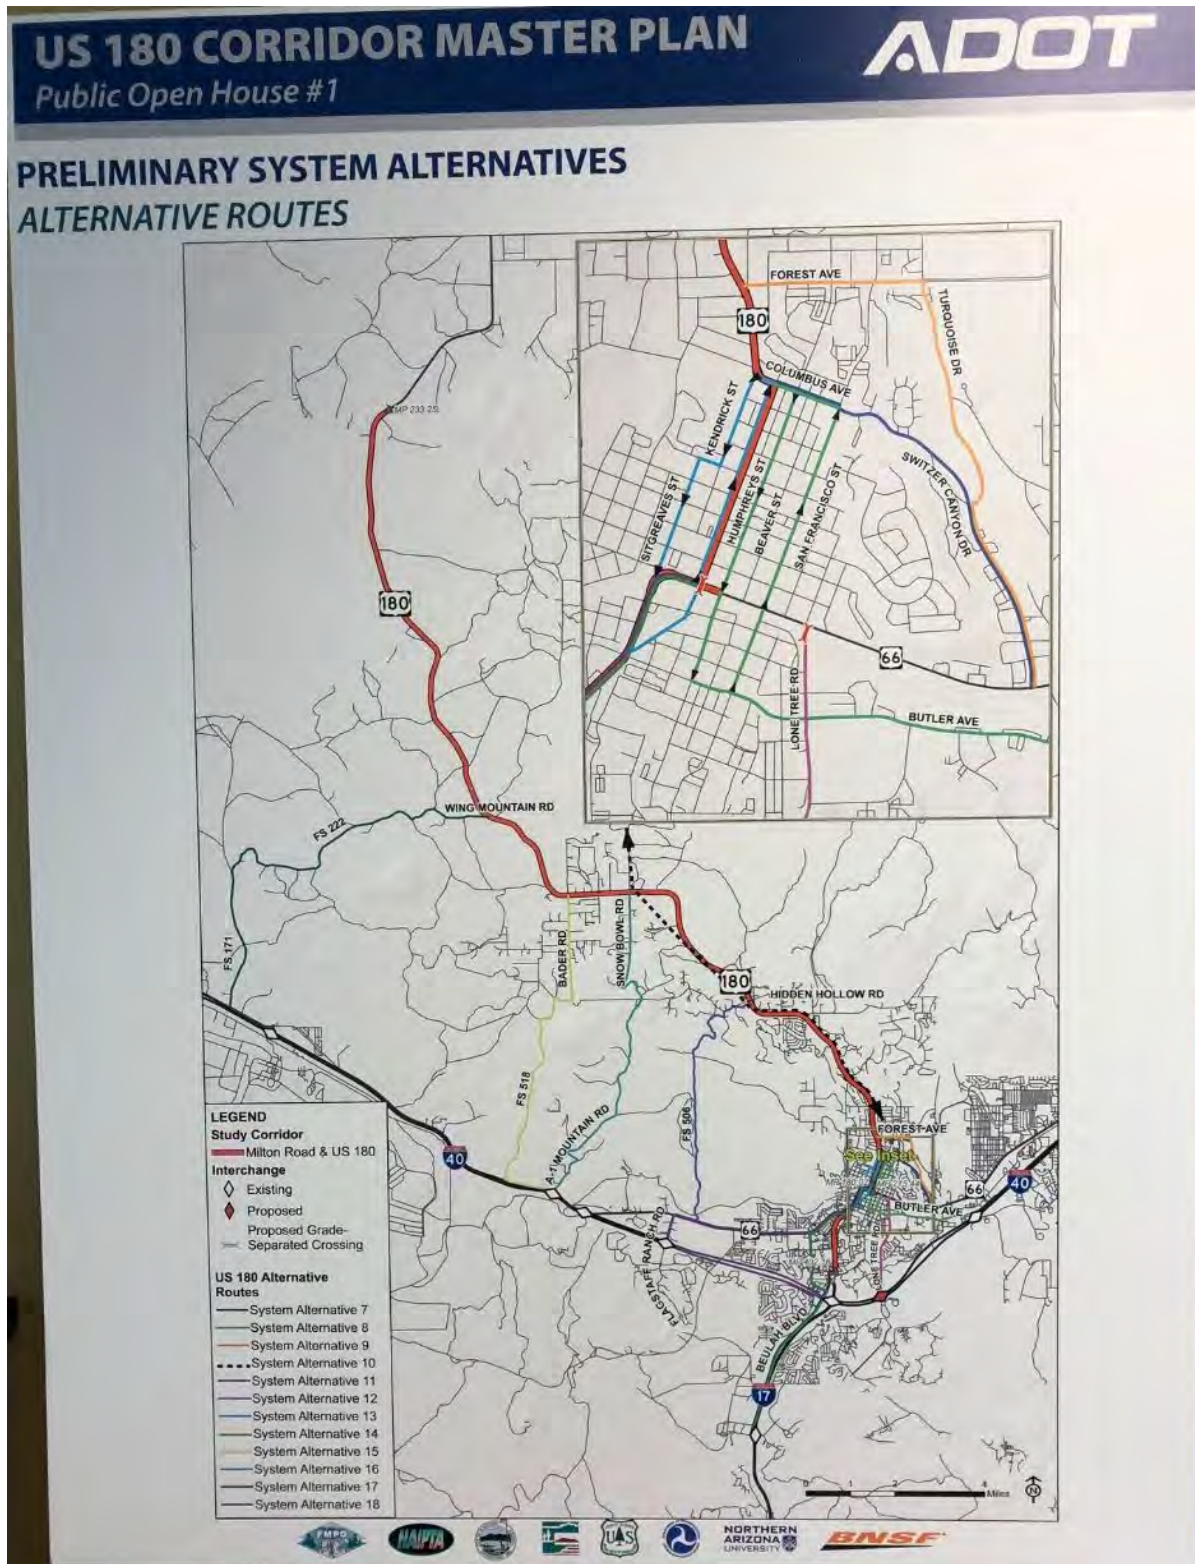 US 180 CORRIDOR MASTER PLAN
ADOT
Public Open House #1
PRELIMINARY SYSTEM ALTERNATIVES
ALTERNATIVE ROUTES
FOREST AVE
TURQUOISE DR
180
COLUMBUS AVE
KENDRICK ST
SWITZER CANYON DR
SITGREAVES ST
HUMPHREYS ST
BEAVER ST
SAN FRANCISCO ST
66
LONE TREE RD
BUTLER AVE
180
WING MOUNTAIN RD
FS 222
FS 171
BADER RD
SNOW BOWL RD
180
HIDDEN HOLLOW RD
FS 518
A-1 MOUNTAIN RD
FS 506
FOREST AVE
See Inset
40
66
40
BUTLER AVE
66
FLAGSTAFF RANCH RD
LONE TREE RD
BEULAH BLVD
17
LEGEND
Study Corridor
Milton Road & US 180
Interchange
Existing
Proposed
Proposed Grade-
Separated Crossing
US 180 Alternative
Routes
System Alternative 7
System Alternative 8
System Alternative 9
System Alternative 10
System Alternative 11
System Alternative 12
System Alternative 13
System Alternative 14
System Alternative 15
System Alternative 16
System Alternative 17
System Alternative 18
0 1 2 4
Miles
N
FMPO
NAIPTA
UAS
NORTHERN
ARIZONA
UNIVERSITY
BNSF